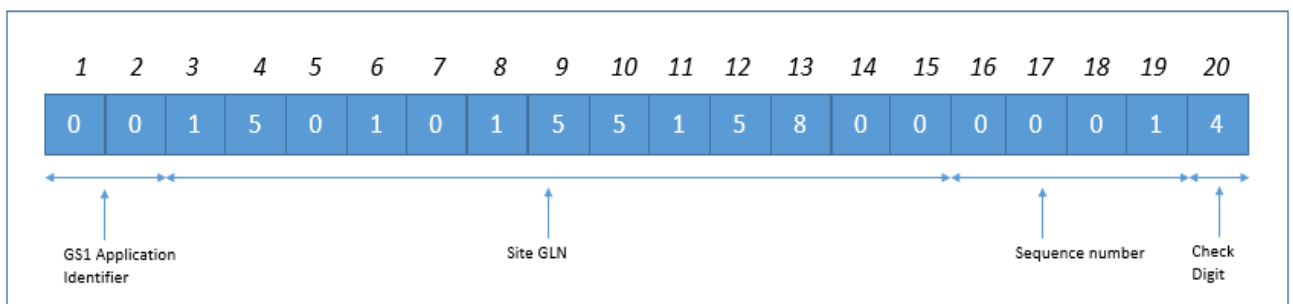 1 2 3 4 5 6 7 8 9 10 11 12 13 14 15 16 17 18 19 20
0 0 1 5 0 1 0 1 5 5 1 5 8 0 0 0 0 0 1 4
GS1 Application
Identifier
Site GLN
Sequence number
Check
Digit